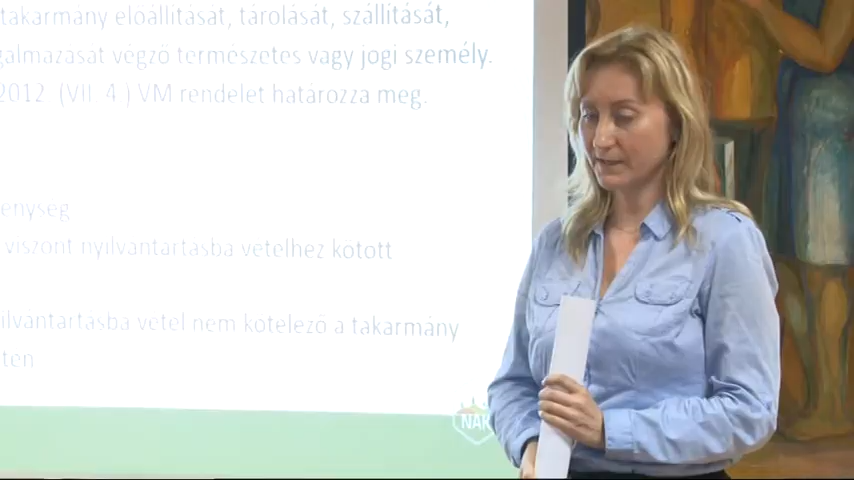 takarmány előállítását, tárolását, szállítását,
galmazását végző természetes vagy jogi személy.
2012 (VII. 4.) VM rendelet határozza meg.
enység
viszont nyilvántartásba vételhez kötött
ilvántartásba vétel nem kötelező a takarmány
ten
NAK